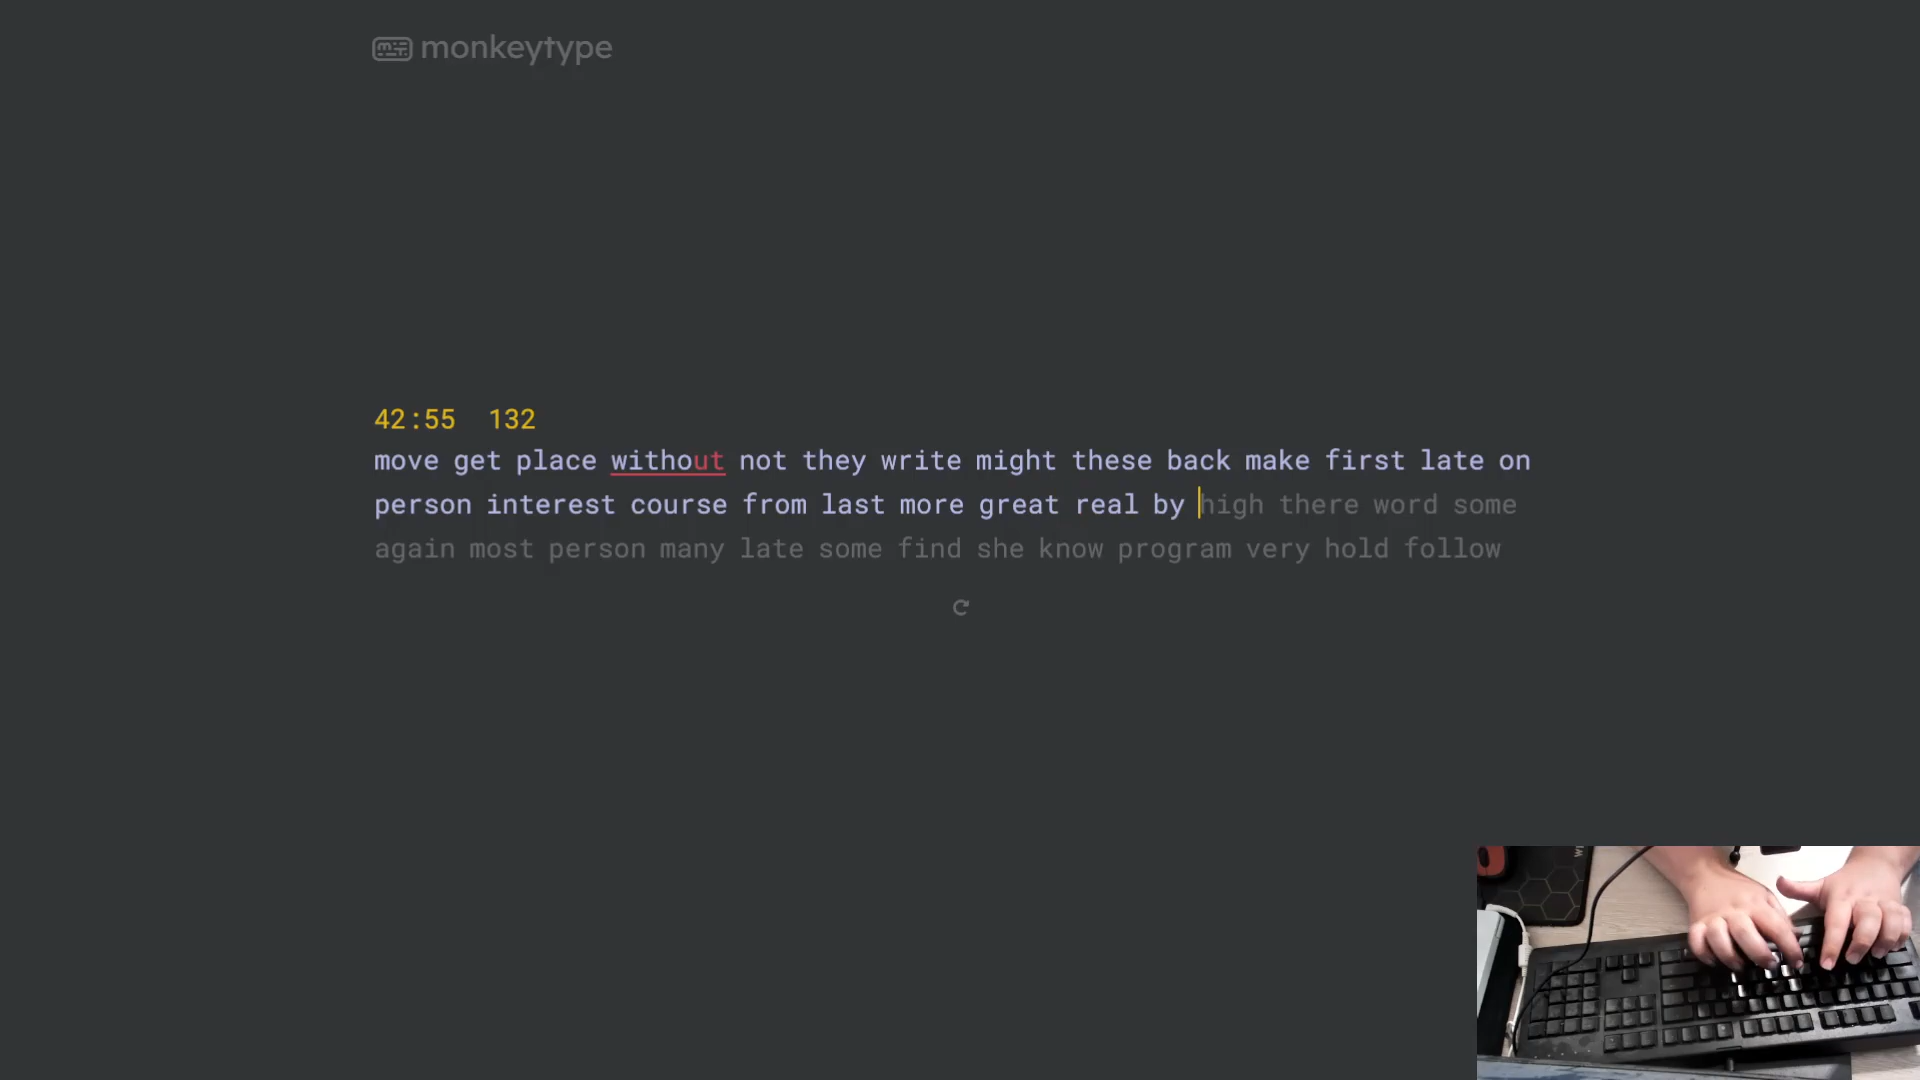 monkeytype
42:55 132
move get place without not they write might these back make first late on
person interest course from last more great real by high there word some
again most person many late some find she know program very hold follow